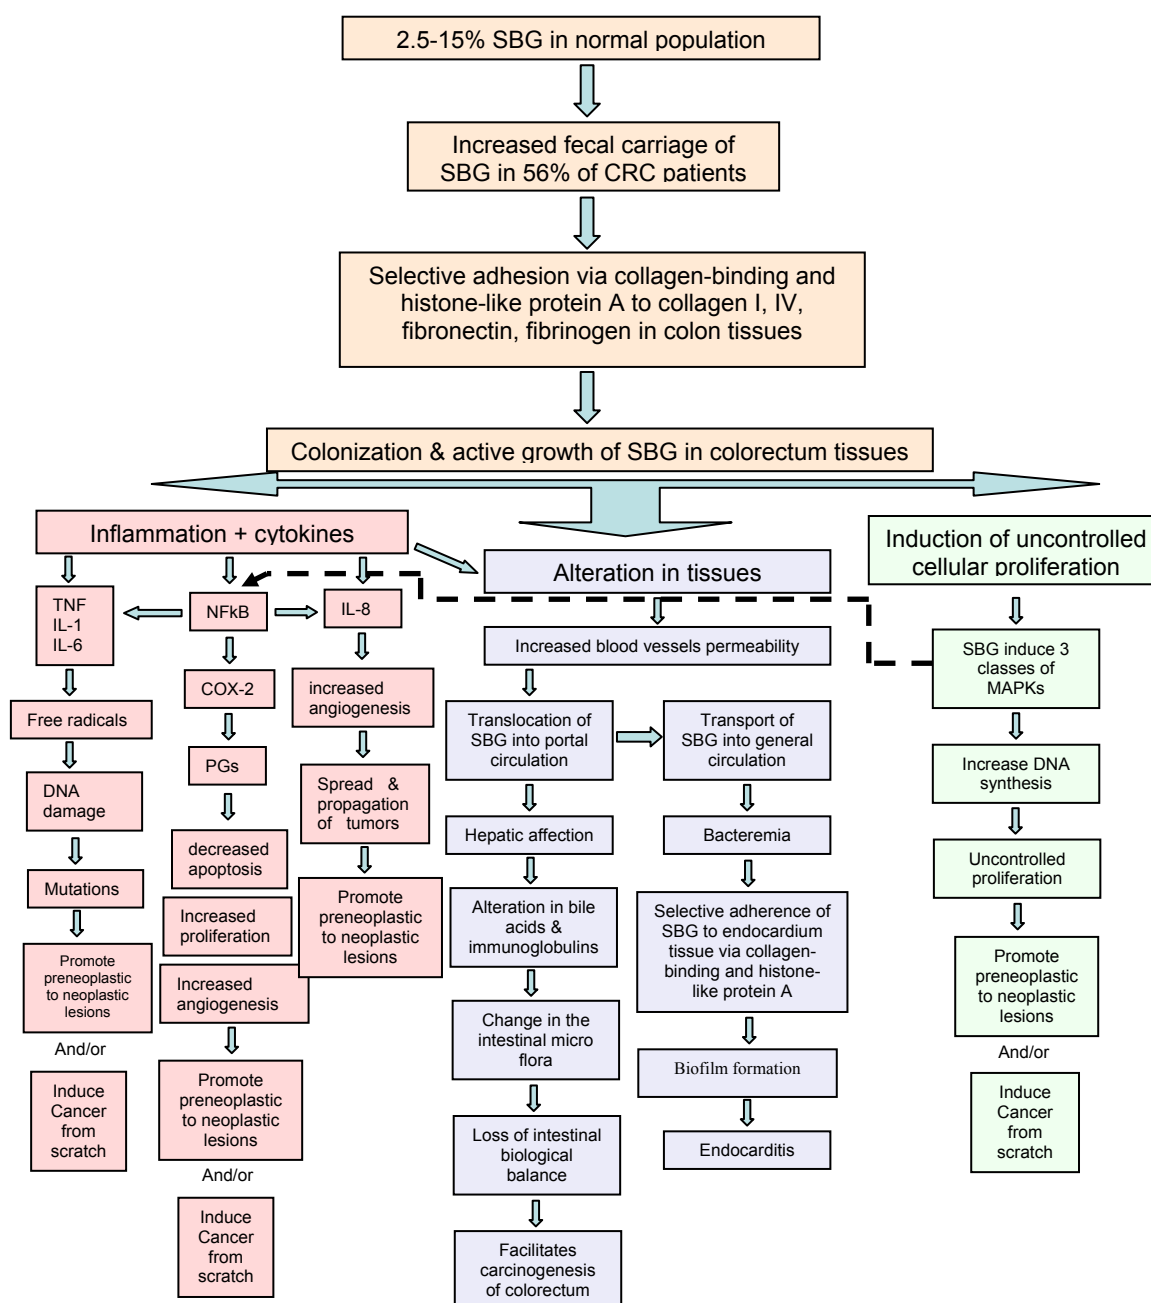 2.5-15% SBG in normal population
Increased fecal carriage of
SBG in 56% of CRC patients
Selective adhesion via collagen-binding and
histone-like protein A to collagen I, IV,
fibronectin, fibrinogen in colon tissues
Colonization & active growth of SBG in colorectum tissues
Inflammation + cytokines
TNF
IL-1
IL-6
Free radicals
DNA
damage
Mutations
Promote
preneoplastic
to neoplastic
lesions
And/or
Induce
Cancer
from
scratch
NFkB
COX-2
PGs
decreased
apoptosis
Increased
proliferation
Increased
angiogenesis
Promote
preneoplastic
to neoplastic
lesions
And/or
Induce
Cancer
from
scratch
IL-8
increased
angiogenesis
Spread &
propagation
of tumors
Promote
preneoplastic
to neoplastic
lesions
Alteration in tissues
Increased blood vessels permeability
Translocation of
SBG into portal
circulation
Hepatic affection
Alteration in bile
acids &
immunoglobulins
Change in the
intestinal micro
flora
Loss of intestinal
biological
balance
Facilitates
carcinogenesis
of colorectum
Transport of
SBG into general
circulation
Bacteremia
Selective adherence of
SBG to endocardium
tissue via collagen-
binding and histone-
like protein A
Biofilm formation
Endocarditis
Induction of uncontrolled
cellular proliferation
SBG induce 3
classes of
MAPKs
Increase DNA
synthesis
Uncontrolled
proliferation
Promote
preneoplastic
to neoplastic
lesions
And/or
Induce
Cancer
from
scratch